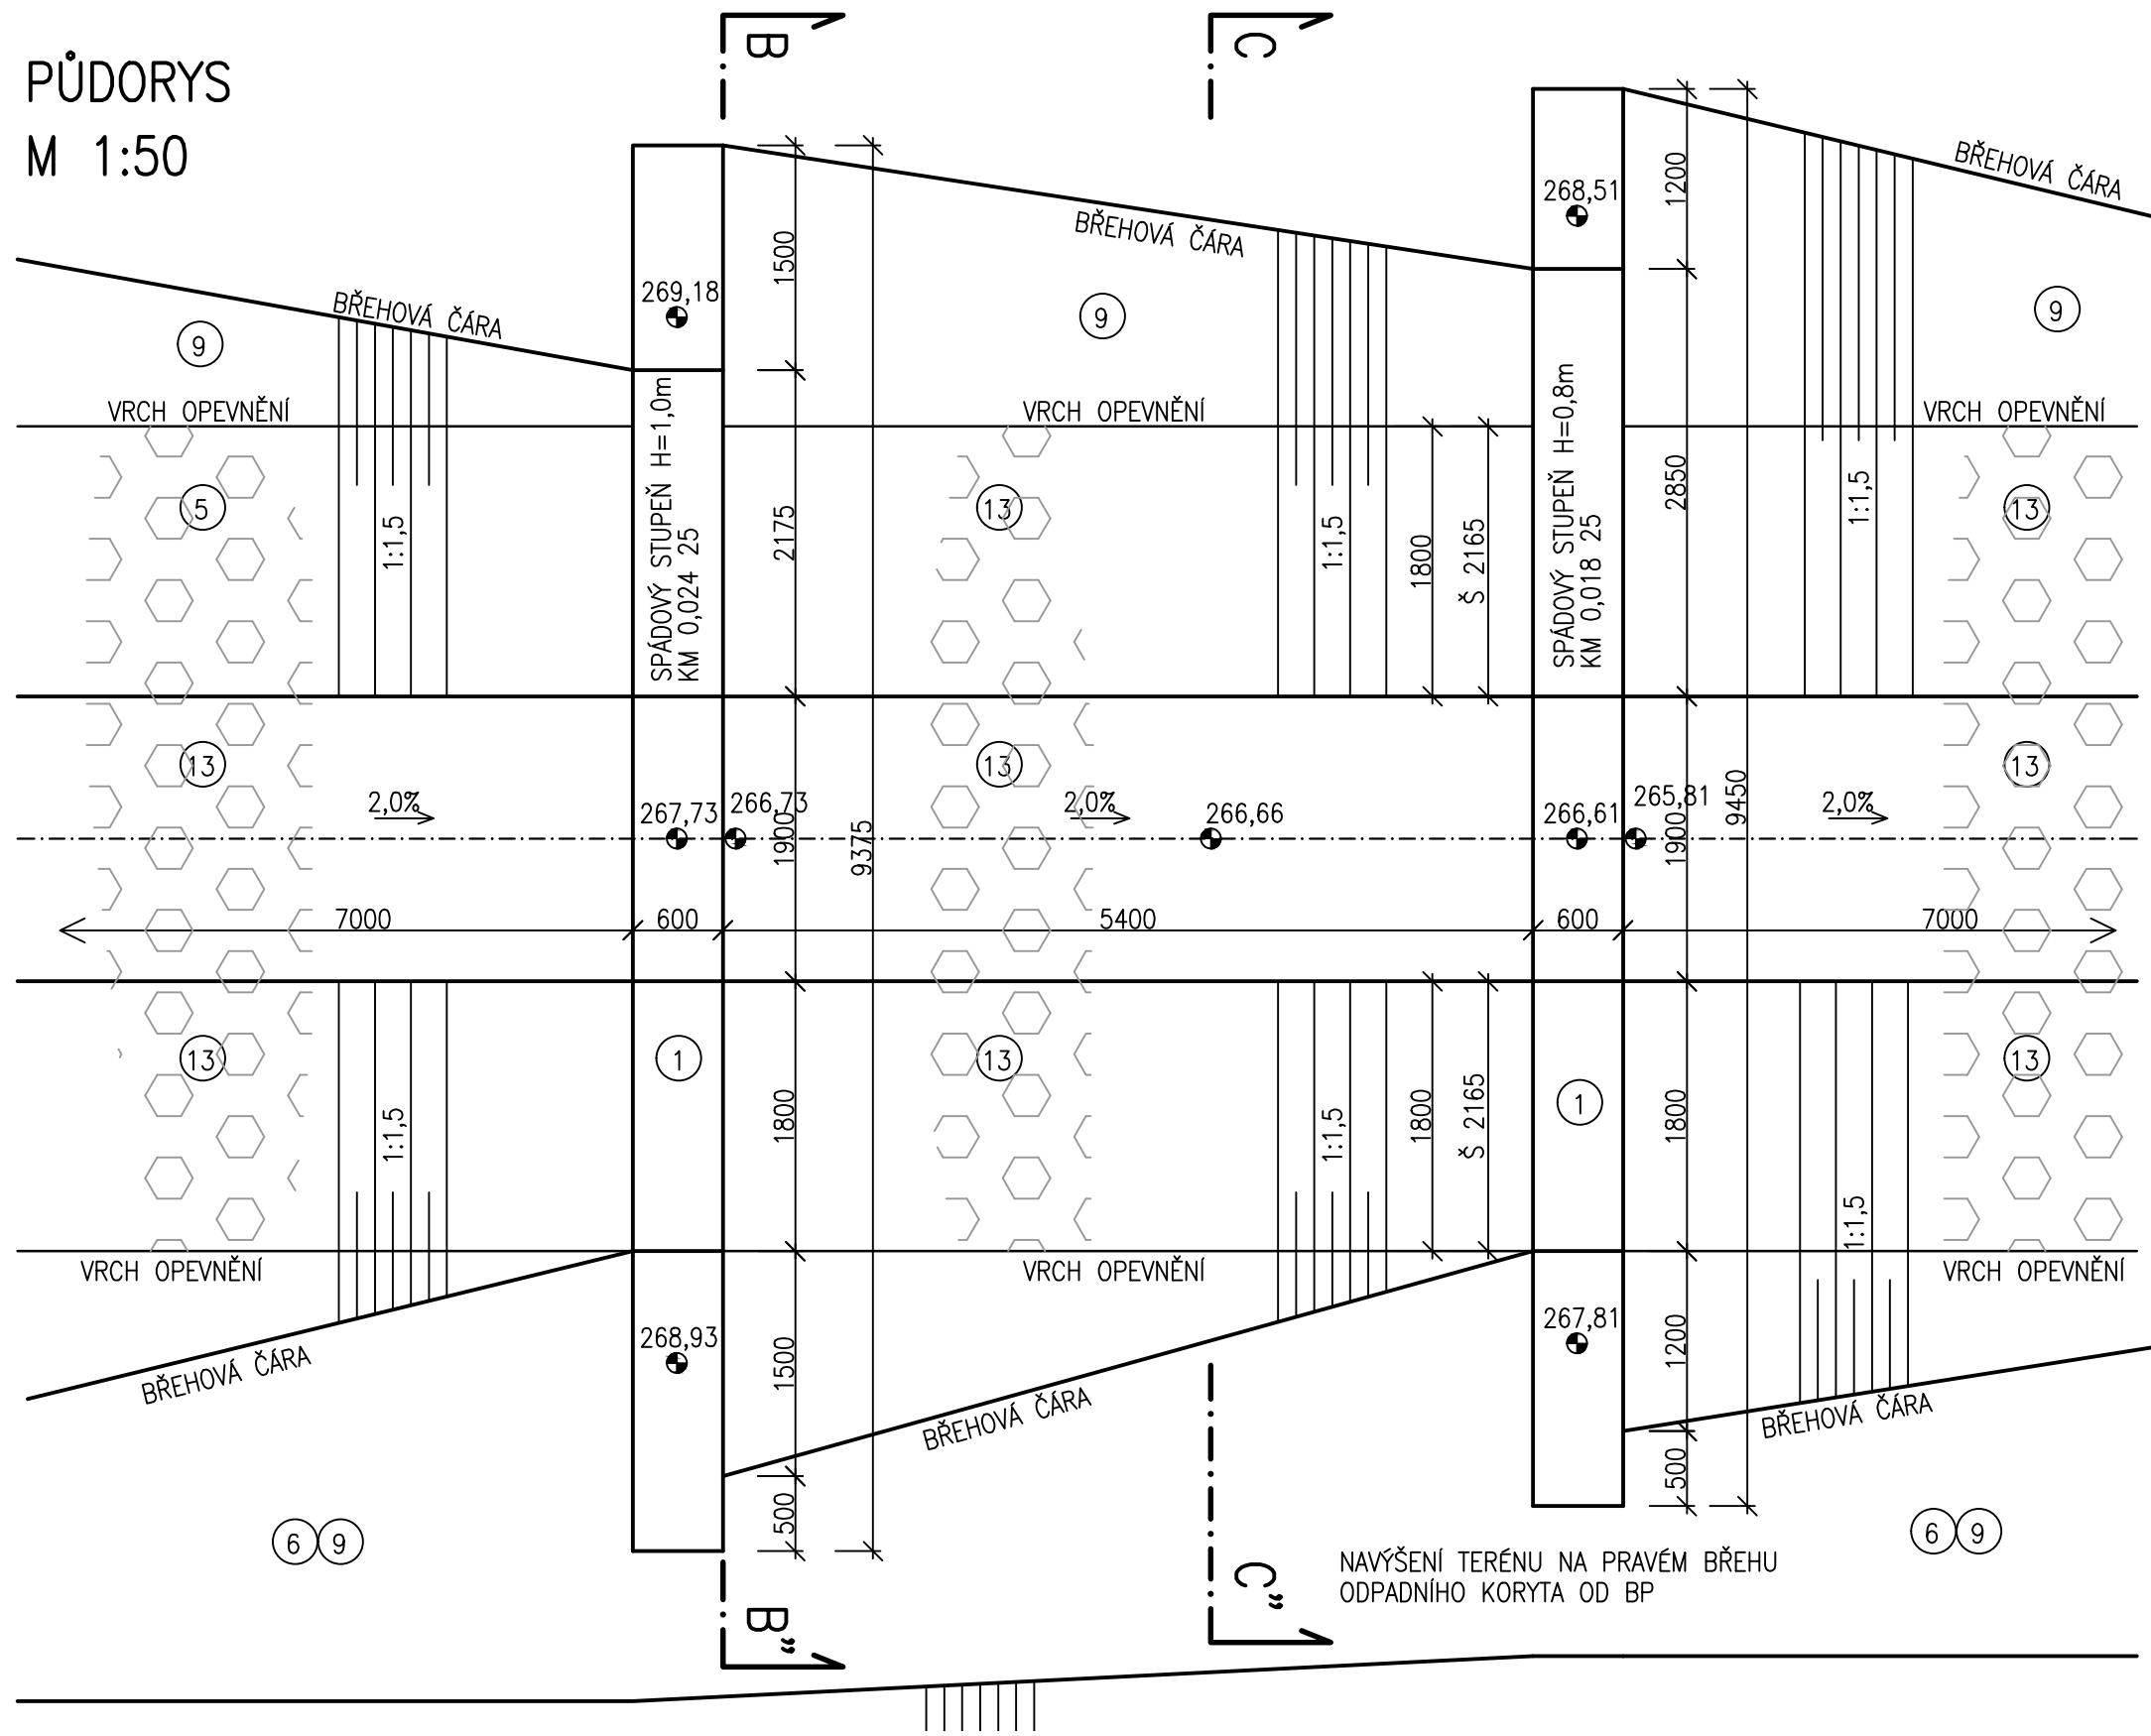 B
C
PŮDORYS
M 1:50
BŘEHOVÁ ČÁRA
1200
268,51
BŘEHOVÁ ČÁRA
1500
269,18
BŘEHOVÁ ČÁRA
9
9
9
VRCH OPEVNĚNÍ
VRCH OPEVNĚNÍ
VRCH OPEVNĚNÍ
SPÁDOVÝ STUPEŇ H=1,0m
KM 0,024 25
SPÁDOVÝ STUPEŇ H=0,8m
KM 0,018 25
5
1:1,5
2175
13
1:1,5
1800
Š 2165
2850
1:1,5
13
13
2,0%
267,73
266,73
1900
9375
13
2,0%
266,66
266,61
265,81
1900
9450
2,0%
13
7000
600
5400
600
7000
13
1:1,5
1
1800
13
1:1,5
1800
Š 2165
1
1800
1:1,5
13
VRCH OPEVNĚNÍ
VRCH OPEVNĚNÍ
VRCH OPEVNĚNÍ
BŘEHOVÁ ČÁRA
268,93
1500
BŘEHOVÁ ČÁRA
267,81
1200
BŘEHOVÁ ČÁRA
500
500
6
9
6
9
NAVÝŠENÍ TERÉNU NA PRAVÉM BŘEHU
ODPADNÍHO KORYTA OD BP
B"
C"